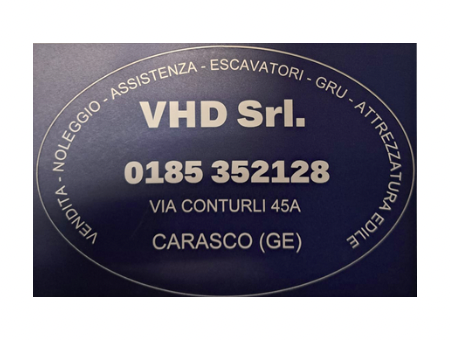 VENDITA - NOLEGGIO - ASSISTENZA - ESCAVATORI - GRU - ATTREZZATURA EDILE
VHD Srl.
0185 352128
VIA CONTURLI 45A
CARASCO (GE)